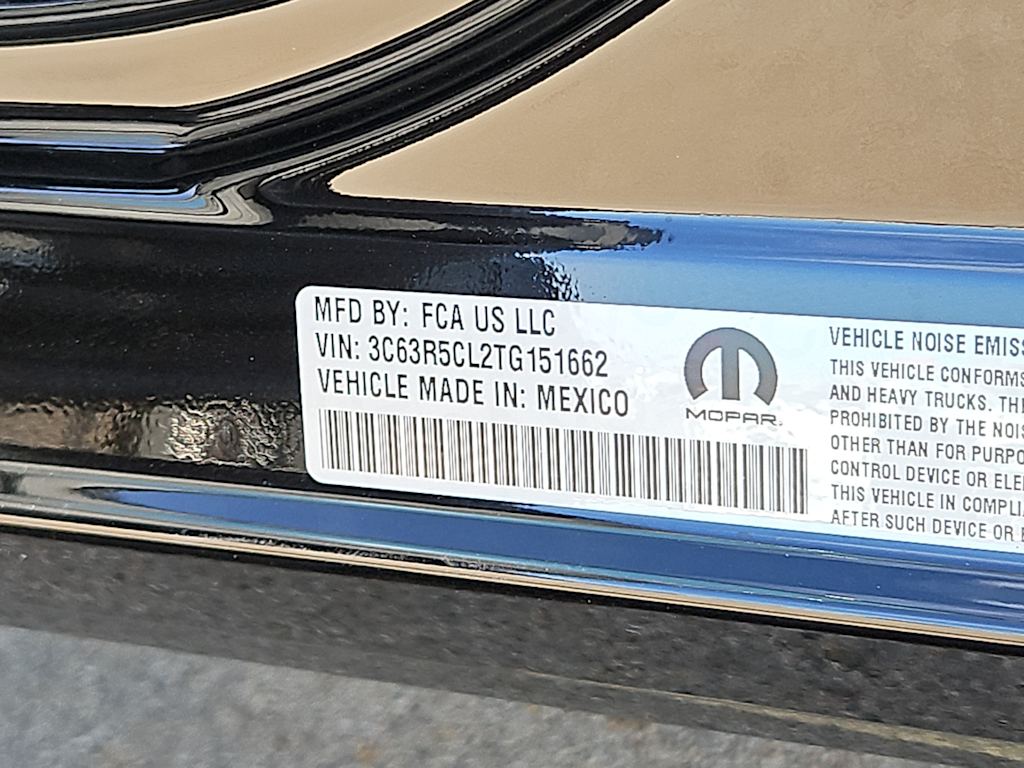 MFD BY: FCA US LLC
VIN: 3C63R5CL2TG151662
VEHICLE MADE IN: MEXICO
MOPAR
VEHICLE NOISE EMISS
THIS VEHICLE CONFORMS
AND HEAVY TRUCKS. THE
PROHIBITED BY THE NOIS
OTHER THAN FOR PURPO
CONTROL DEVICE OR ELE
THIS VEHICLE IN COMPLIA
AFTER SUCH DEVICE OR E